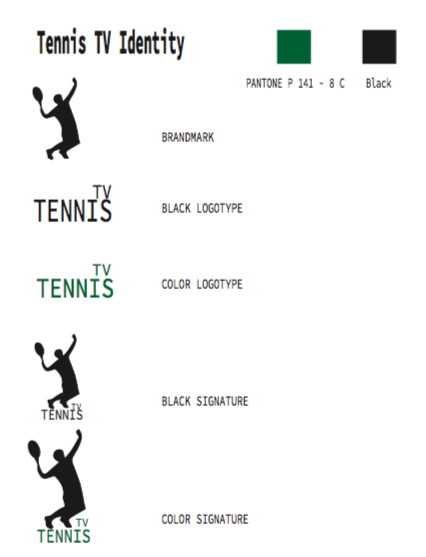 Tennis TV Identity
PANTONE P 141 - 8 C
Black
BRANDMARK
TV
TENNIS
BLACK LOGOTYPE
TV
TENNIS
COLOR LOGOTYPE
TV
TENNIS
BLACK SIGNATURE
TV
TENNIS
COLOR SIGNATURE